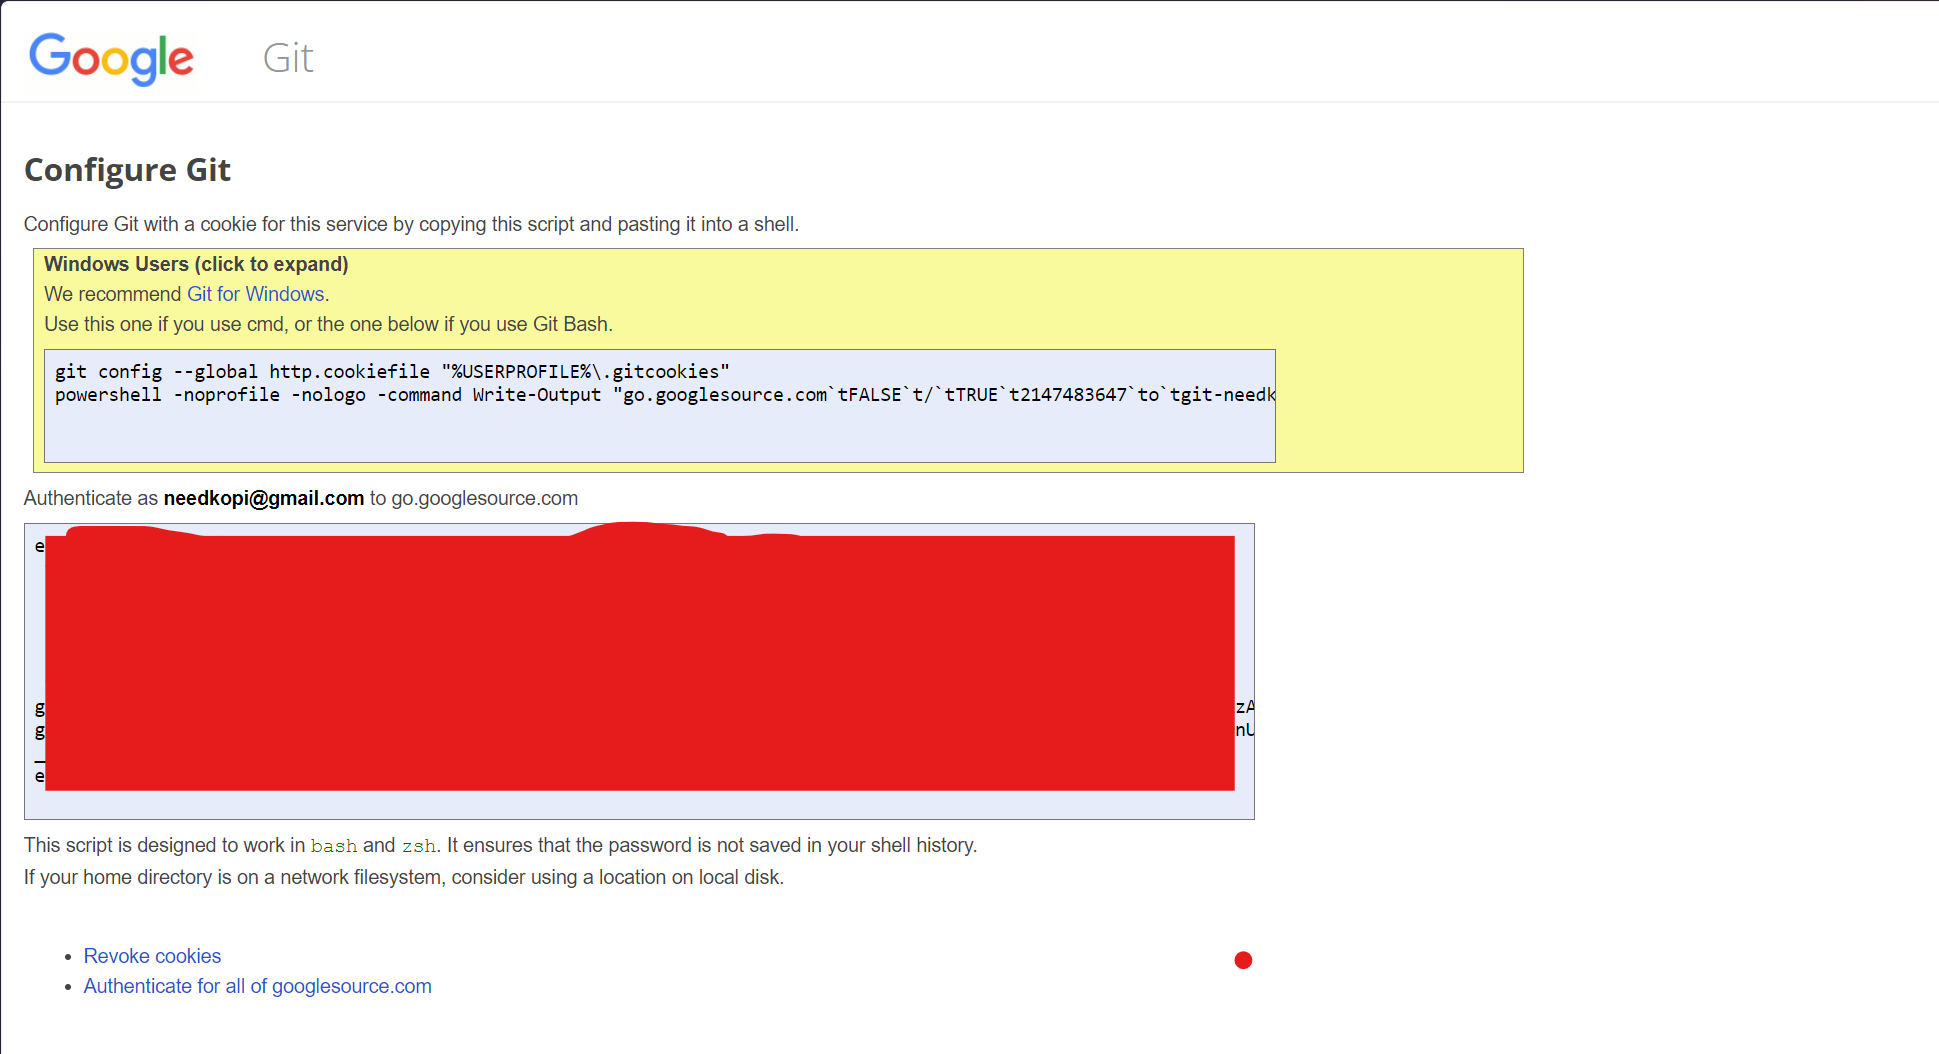 Google Git
Configure Git
Configure Git with a cookie for this service by copying this script and pasting it into a shell.
Windows Users (click to expand)
We recommend Git for Windows.
Use this one if you use cmd, or the one below if you use Git Bash.
git config --global http.cookiefile "%USERPROFILE%\.gitcookies"
powershell -noprofile -nologo -command Write-Output "go.googlesource.com`tFALSE`t/`tTRUE`t2147483647`to`tgit-needk
Authenticate as needkopi@gmail.com to go.googlesource.com
e
g zA
g nU
_
e
This script is designed to work in bash and zsh. It ensures that the password is not saved in your shell history.
If your home directory is on a network filesystem, consider using a location on local disk.
• Revoke cookies
• Authenticate for all of googlesource.com